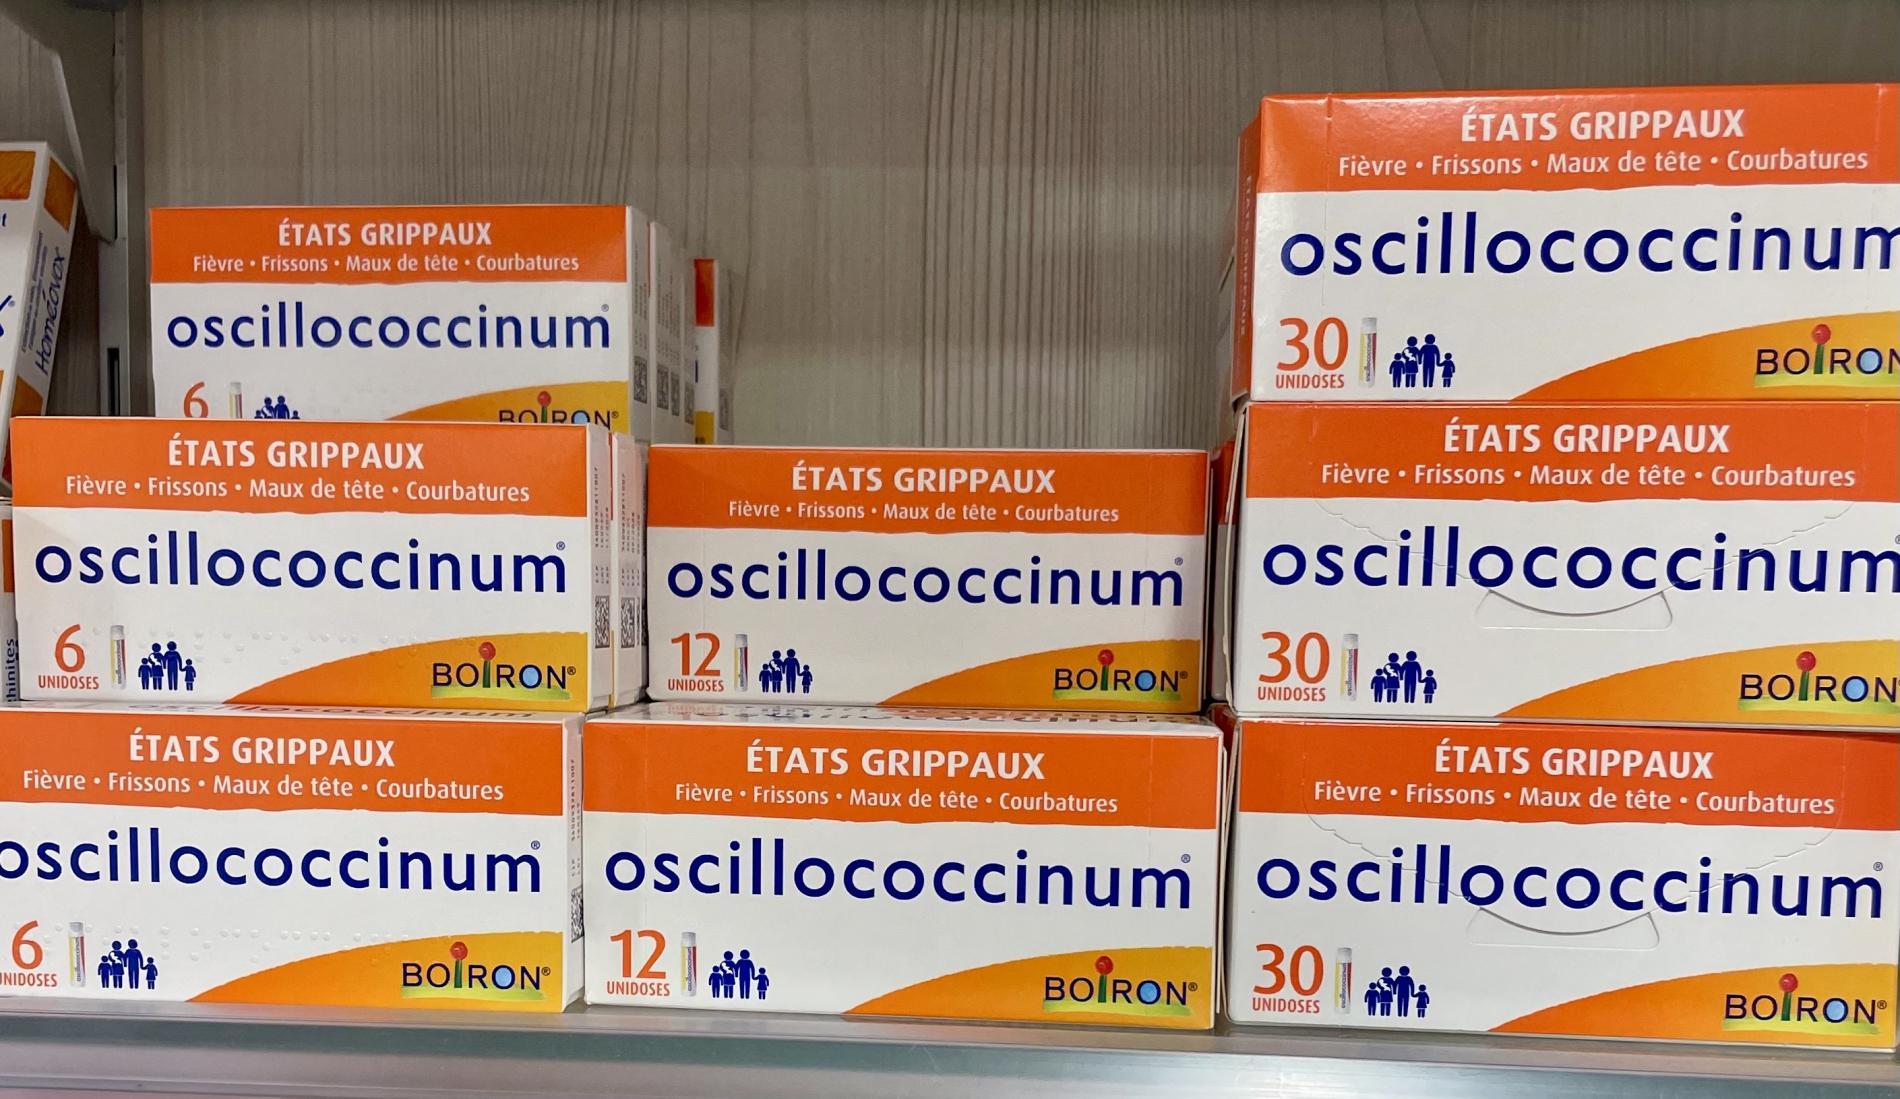 ÉTATS GRIPPAUX
Fièvre • Frissons • Maux de tête • Courbatures
oscillococcinum®
6
BOIRON®
ÉTATS GRIPPAUX
Fièvre • Frissons • Maux de tête • Courbatures
oscillococcinum®
6
UNIDOSES
BOIRON®
ÉTATS GRIPPAUX
Fièvre • Frissons • Maux de tête • Courbatures
oscillococcinum®
6
UNIDOSES
BOIRON®
ÉTATS GRIPPAUX
Fièvre • Frissons • Maux de tête • Courbatures
oscillococcinum®
12
UNIDOSES
BOIRON®
ÉTATS GRIPPAUX
Fièvre • Frissons • Maux de tête • Courbatures
oscillococcinum®
12
UNIDOSES
BOIRON®
ÉTATS GRIPPAUX
Fièvre • Frissons • Maux de tête • Courbatures
oscillococcinum
30
UNIDOSES
BOIRON
ÉTATS GRIPPAUX
Fièvre • Frissons • Maux de tête • Courbatures
oscillococcinum®
30
UNIDOSES
BOIRON®
ÉTATS GRIPPAUX
Fièvre • Frissons • Maux de tête • Courbatures
oscillococcinum®
30
UNIDOSES
BOIRON®
Homéovox